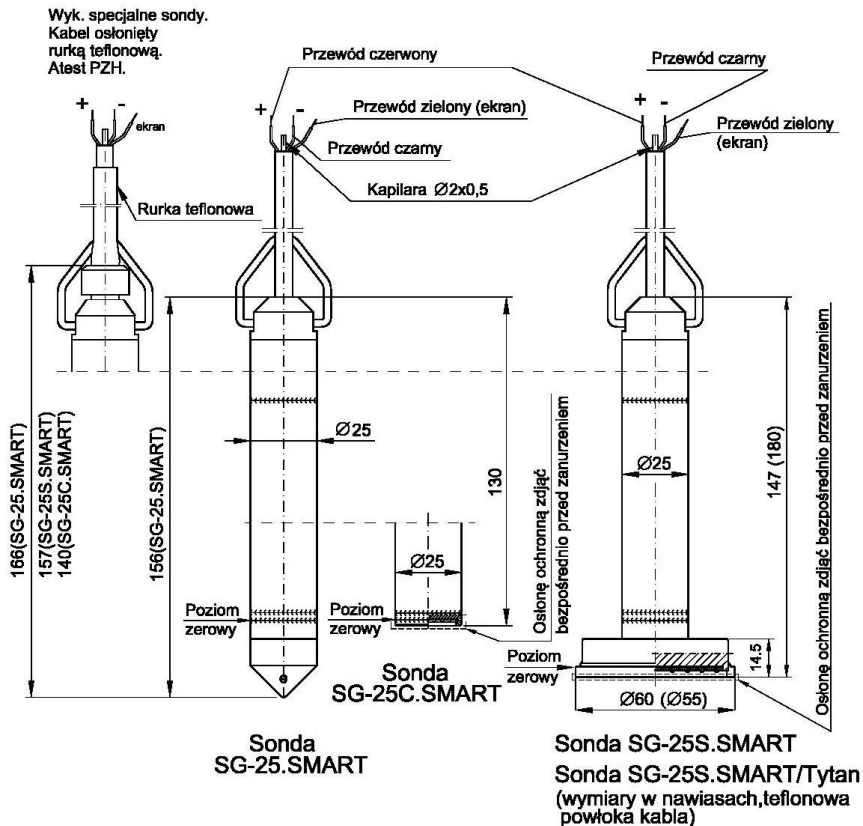 Wyk. specjalne sondy.
Kabel osłonięty
rurką teflonową.
Atest PZH.
+ -
ekran
Rurka teflonowa
Przewód czerwony
+ -
Przewód zielony (ekran)
Przewód czarny
Kapilara Ø2x0,5
Przewód czarny
+ -
Przewód zielony
(ekran)
166(SG-25.SMART)
157(SG-25S.SMART)
140(SG-25C.SMART)
156(SG-25.SMART)
Ø25
130
Ø25
Osłonę ochronną zdjąć
bezpośrednio przed zanurzeniem
Ø25
147 (180)
Osłonę ochronną zdjąć bezpośrednio przed zanurzeniem
Poziom
zerowy
Poziom
zerowy
Poziom
zerowy
14.5
Ø60 (Ø55)
Sonda
SG-25C.SMART
Sonda
SG-25.SMART
Sonda SG-25S.SMART
Sonda SG-25S.SMART/Tytan
(wymiary w nawiasach,teflonowa
powłoka kabla)